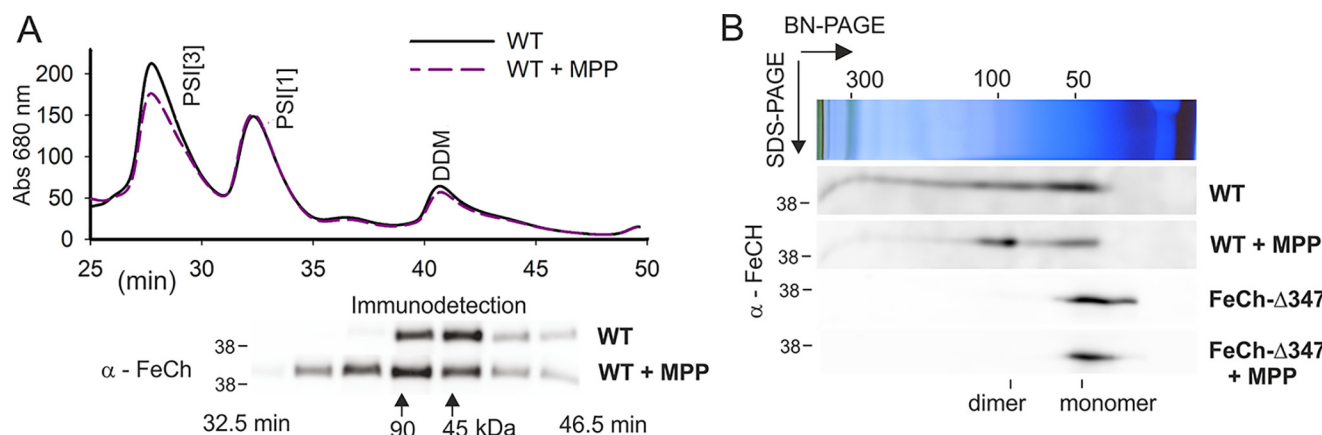 A
WT
WT + MPP
Abs 680 nm
200
150
100
50
0
PSI[3]
PSI[1]
DDM
25 30 35 40 45 50
(min)
Immunodetection
α - FeCh
38
WT
38
WT + MPP
32.5 min 90 45 kDa 46.5 min
B
BN-PAGE
SDS-PAGE
300 100 50
α - FeCH
38
WT
38
WT + MPP
38
FeCh-Δ347
38
FeCh-Δ347
+ MPP
dimer monomer